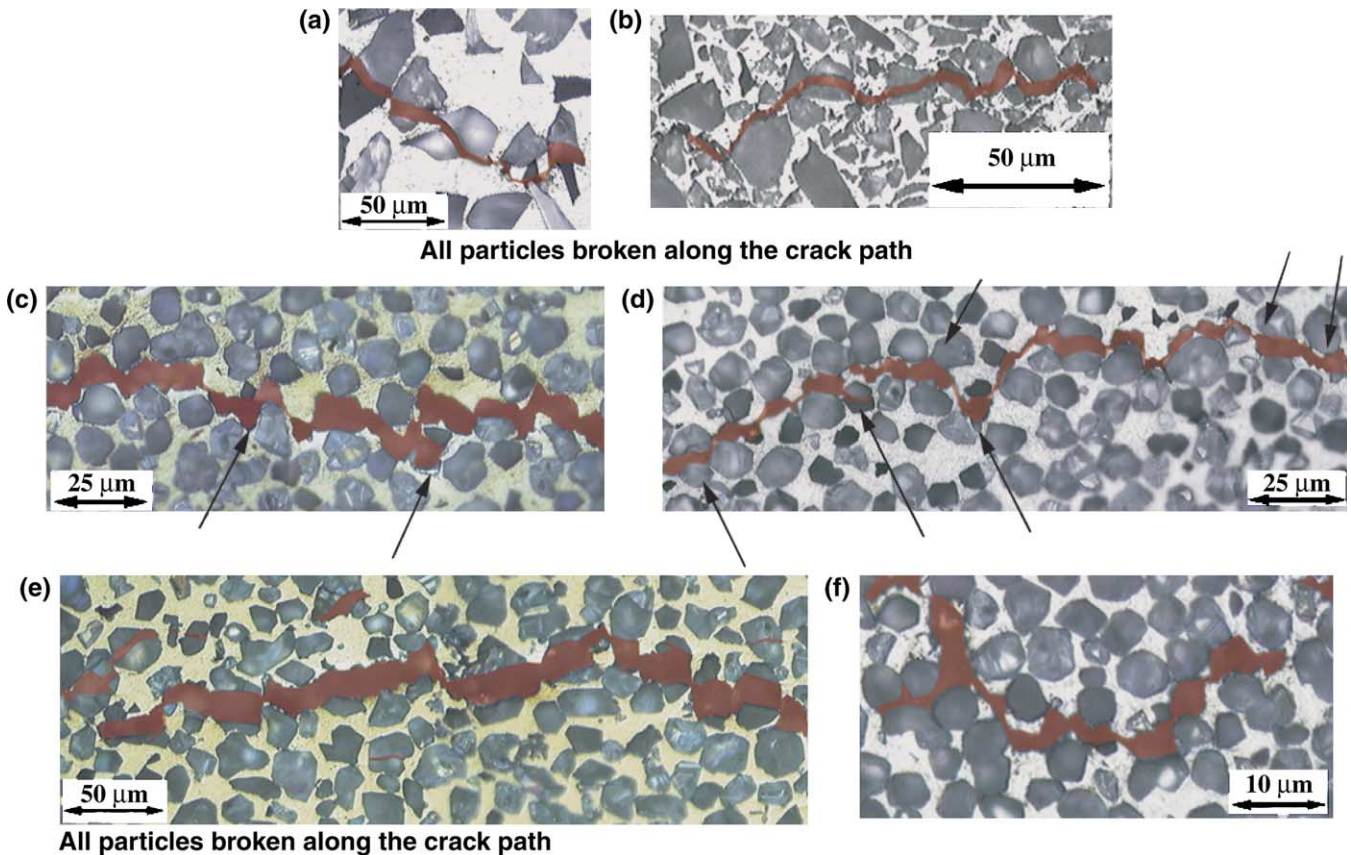 (a)
(b)
50 μm
50 μm
All particles broken along the crack path
(c)
(d)
25 μm
25 μm
(e)
(f)
50 μm
10 μm
All particles broken along the crack path